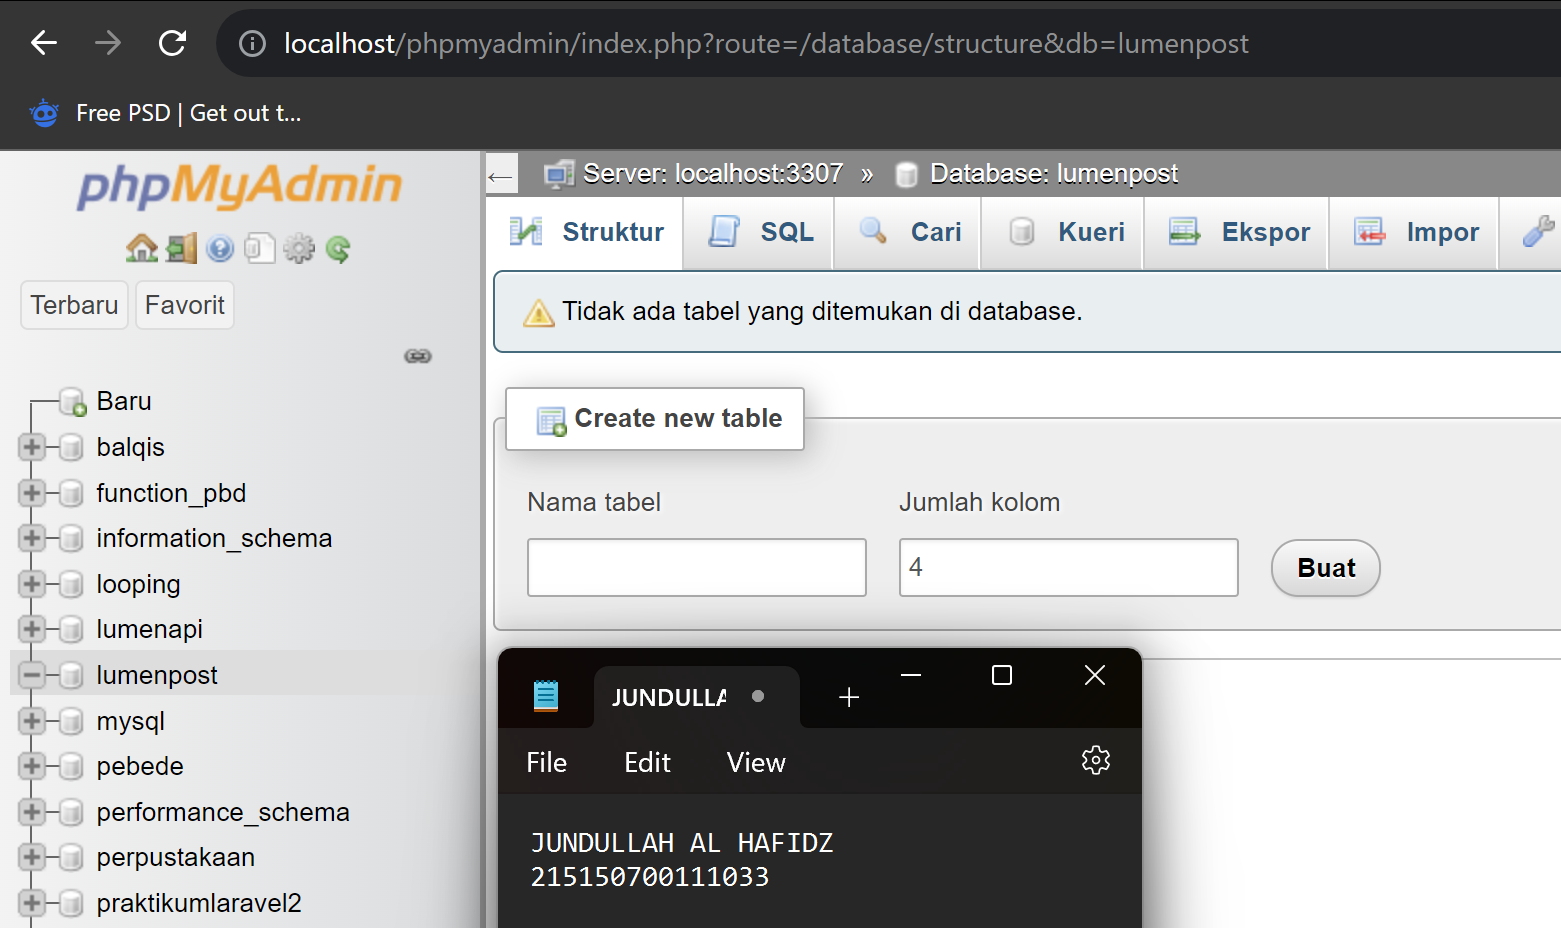 localhost/phpmyadmin/index.php?route=/database/structure&db=lumenpost
Free PSD | Get out t...
phpMyAdmin
Terbaru Favorit
Baru
balqis
function_pbd
information_schema
looping
lumenapi
lumenpost
mysql
pebede
performance_schema
perpustakaan
praktikumlaravel2
Server: localhost:3307 » Database: lumenpost
Struktur SQL Cari Kueri Ekspor Impor
Tidak ada tabel yang ditemukan di database.
Create new table
Nama tabel Jumlah kolom
4 Buat
JUNDULLA
File Edit View
JUNDULLAH AL HAFIDZ
215150700111033